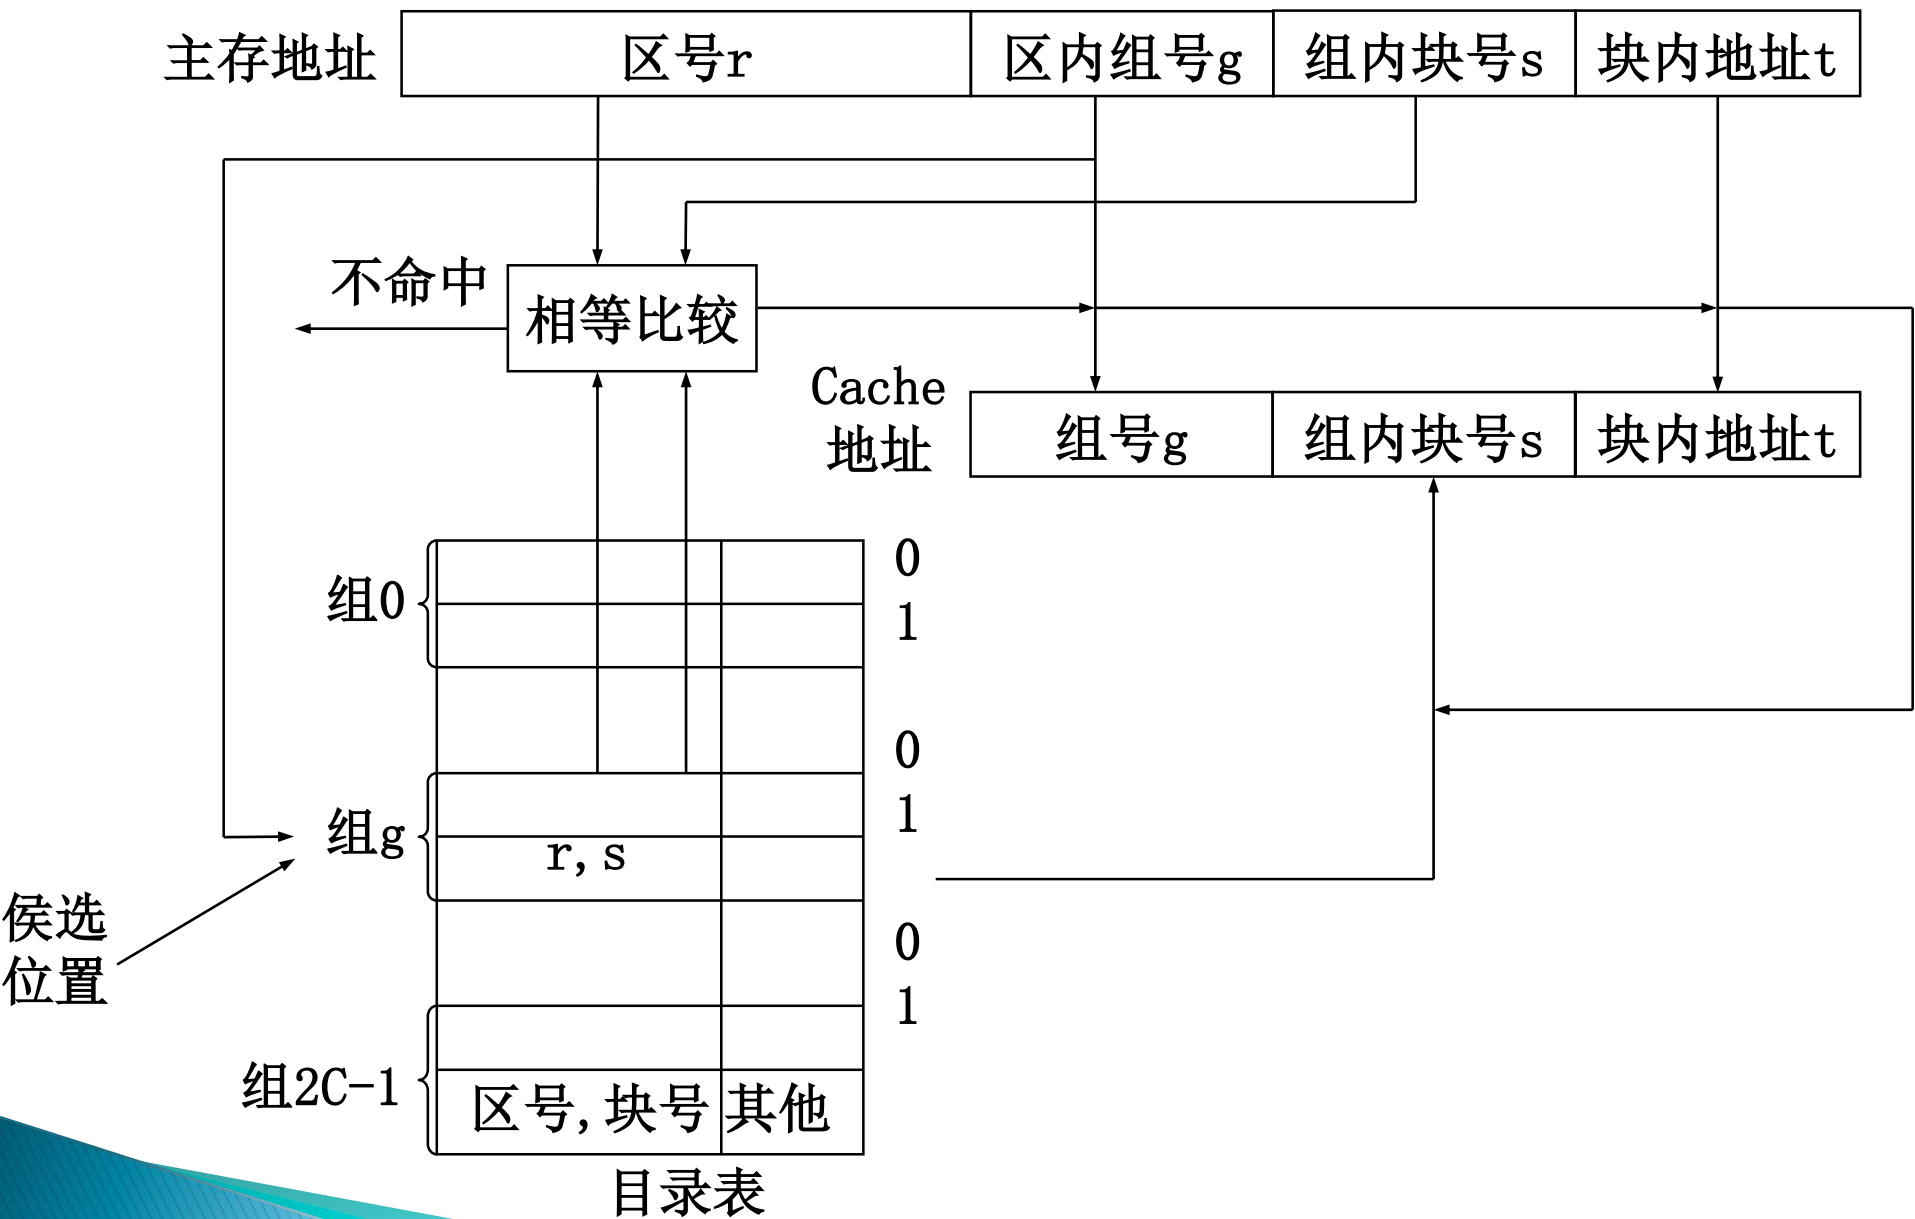 主存地址
区号r
区内组号g
组内块号s
块内地址t
不命中
相等比较
Cache
地址
组号g
组内块号s
块内地址t
组0
0
1
组g
0
1
r,s
侯选
位置
0
1
组2C-1
区号,块号
其他
目录表